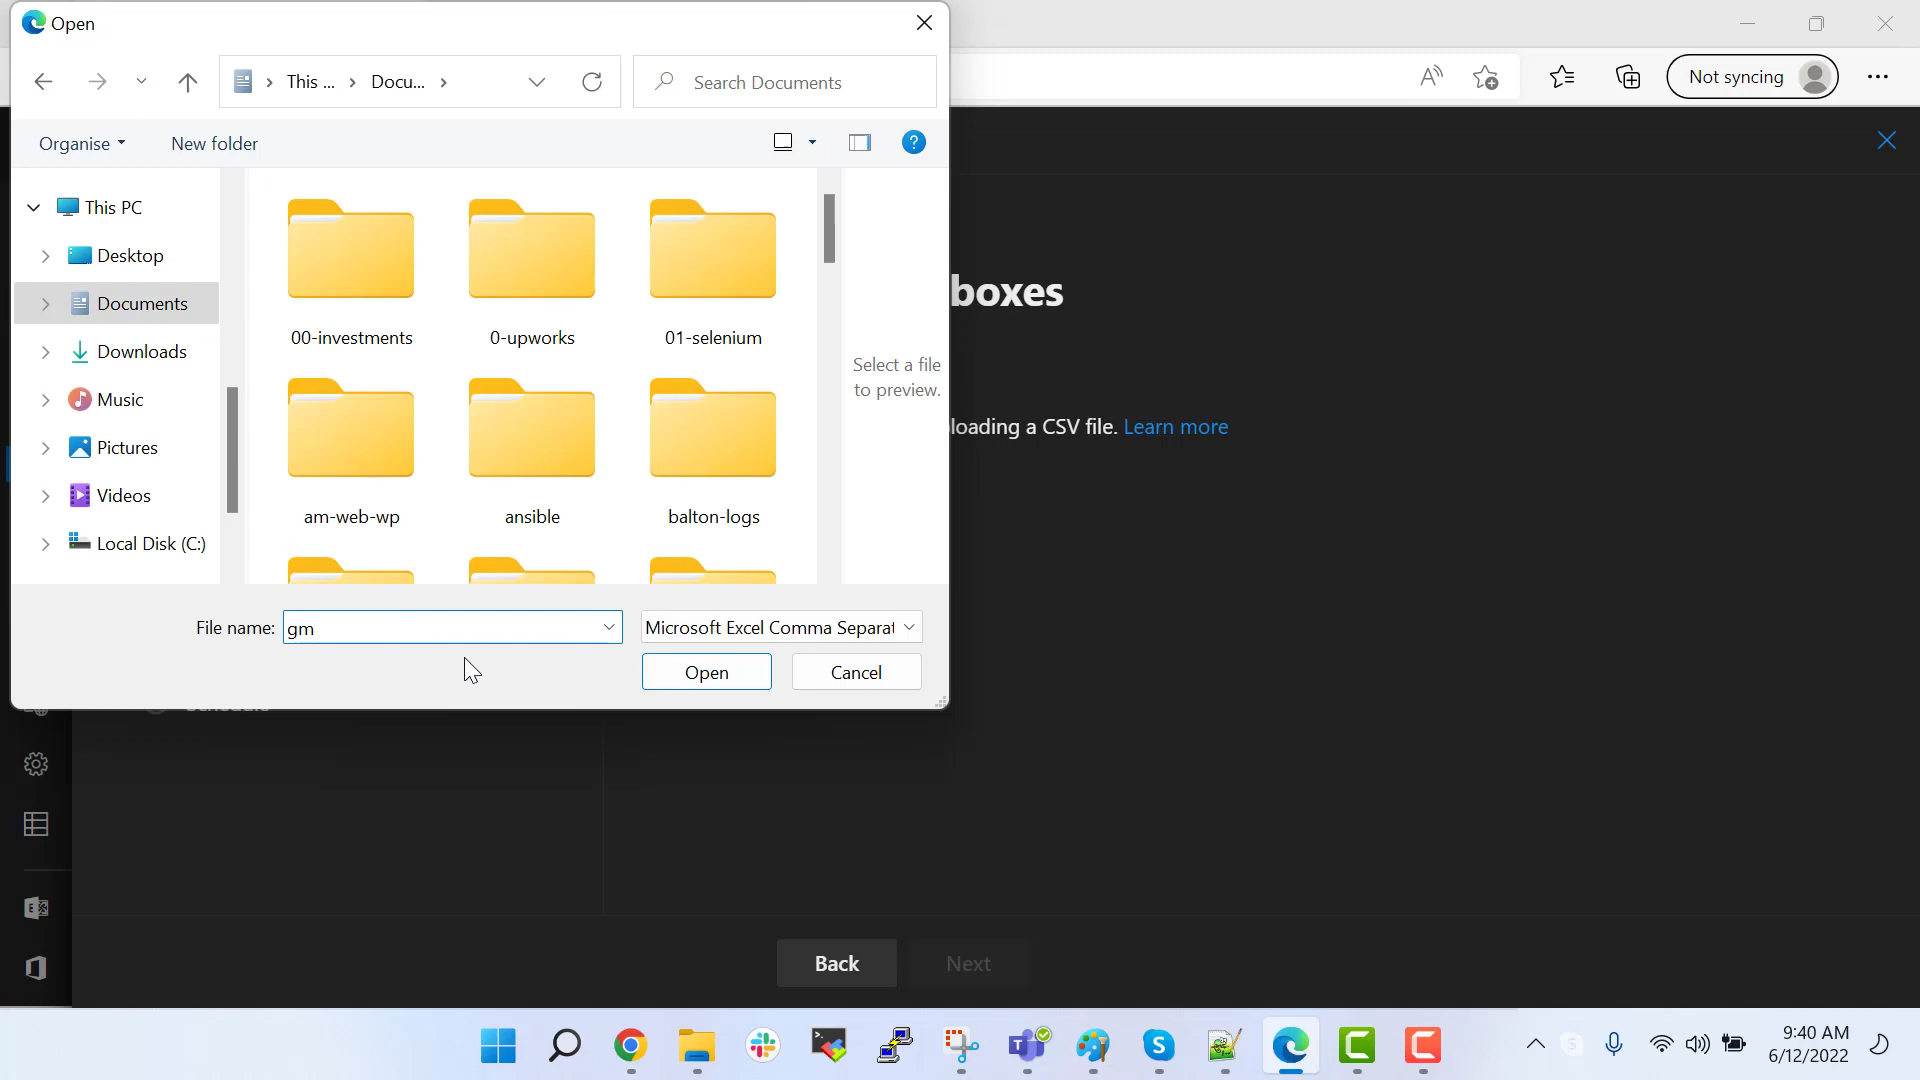 Open
This ...
Docu...
Search Documents
Not syncing
Organise
New folder
This PC
Desktop
Documents
Downloads
Music
Pictures
Videos
Local Disk (C:)
00-investments
0-upworks
01-selenium
am-web-wp
ansible
balton-logs
Select a file
to preview.
File name:
gm
Microsoft Excel Comma Separat
Open
Cancel
boxes
loading a CSV file. Learn more
Back
Next
9:40 AM
6/12/2022